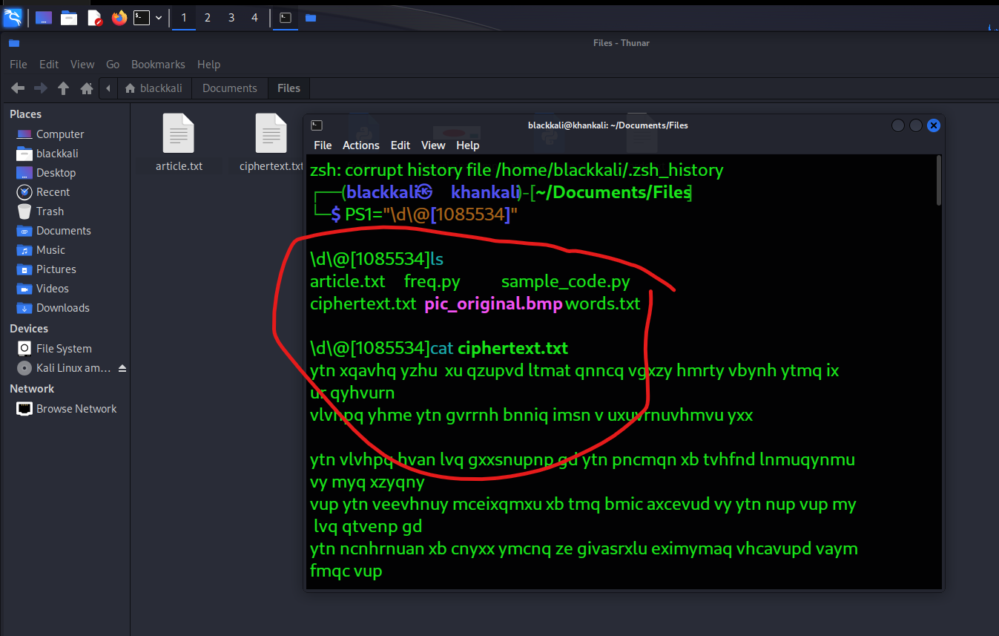 1 2 3 4
Files - Thunar
File Edit View Go Bookmarks Help
blackkali Documents Files
Places
Computer
blackkali
Desktop
Recent
Trash
Documents
Music
Pictures
Videos
Downloads
Devices
File System
Kali Linux am...
Network
Browse Network
article.txt ciphertext.txt
blackkali@khankali: ~/Documents/Files
File Actions Edit View Help
zsh: corrupt history file /home/blackkali/.zsh_history
┌──(blackkali㉿khankali)-[~/Documents/Files]
└─$ PS1="\d\@[1085534]"
\d\@[1085534]ls
article.txt freq.py sample_code.py
ciphertext.txt pic_original.bmp words.txt
\d\@[1085534]cat ciphertext.txt
ytn xqavhq yzhu xu qzupvd ltmat qnncq vgxzy hmrty vbynh ytmq ix
ur qyhvurn
vlvhpq yhme ytn gvrrnh bnniq imsn v uxuvrnuvhmvu yxx
ytn vlvhpq hvan lvq gxxsnupnp gd ytn pncmqn xb tvhfnd lnmuqynmu
vy myq xzyqny
vup ytn veevhnuy mceixqmxu xb tmq bmic axcevud vy ytn nup vup my
lvq qtvenp gd
ytn ncnhrnuan xb cnyxx ymcnq ze givasrxlu eximymaq vhcavupd vaym
fmqc vup